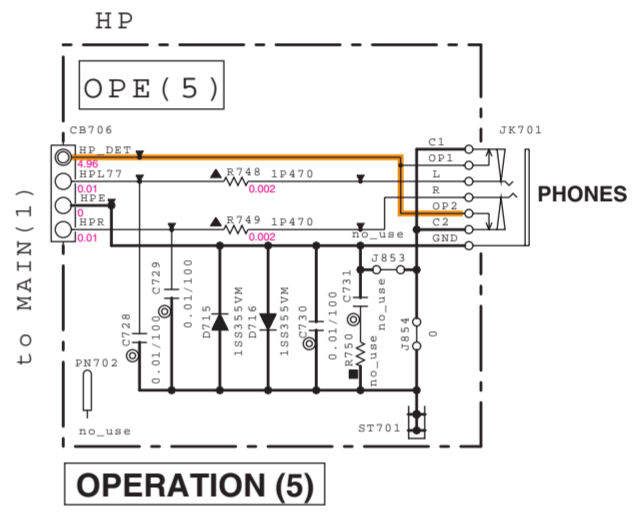 HP
OPE(5)
CB706
JK701
HP_DET
4.96
HPL77
0.01
HPE
0
HPR
0.01
R748 1P470
0.002
R749 1P470
0.002
C1
OP1
L
R
OP2
C2
GND
PHONES
no_use
J853
to MAIN(1)
C728
0.01/100
C729
0.01/100
D715
1SS355VM
D716
1SS355VM
C730
0.01/100
C731
no_use
R750
no_use
J854
0
PN702
no_use
ST701
OPERATION (5)